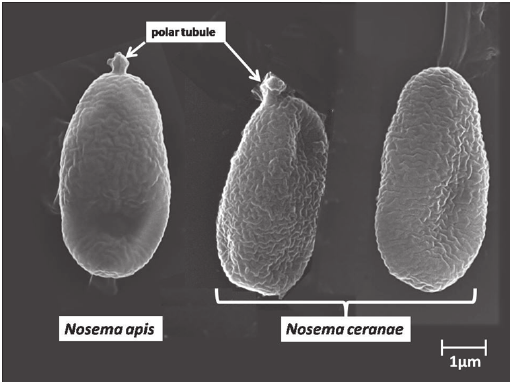 polar tubule
Nosema apis
Nosema ceranae
1µm